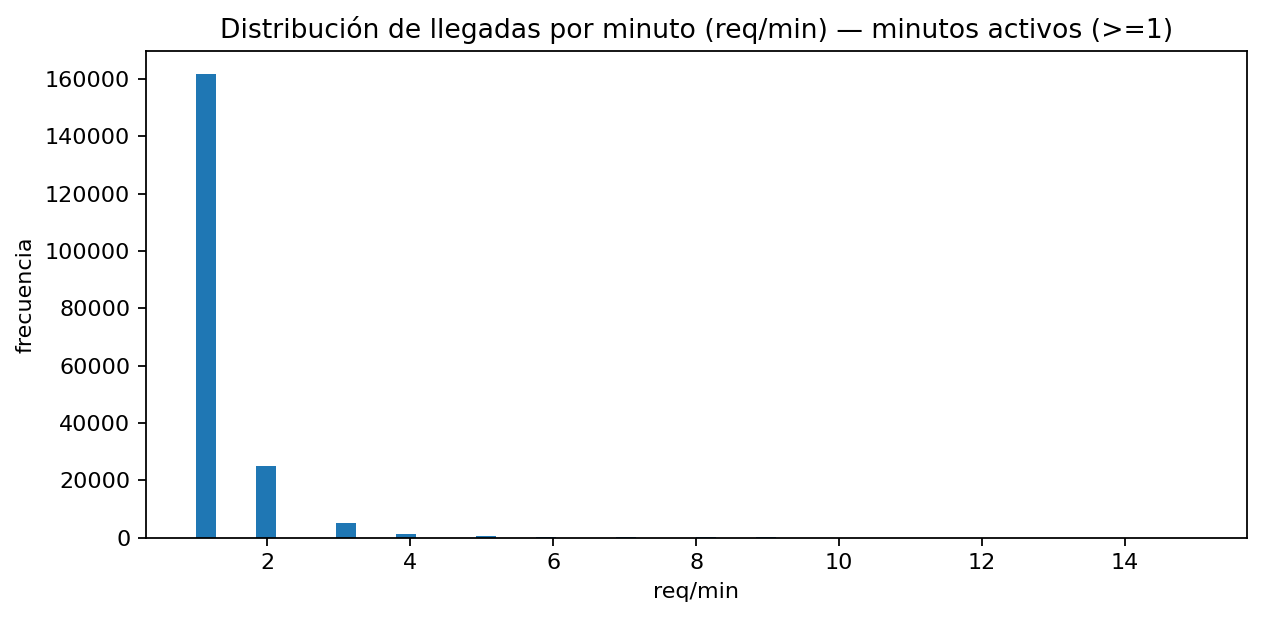 Distribución de llegadas por minuto (req/min) — minutos activos (>=1)
160000
140000
120000
100000
80000
60000
40000
20000
0
frecuencia
2 4 6 8 10 12 14
req/min